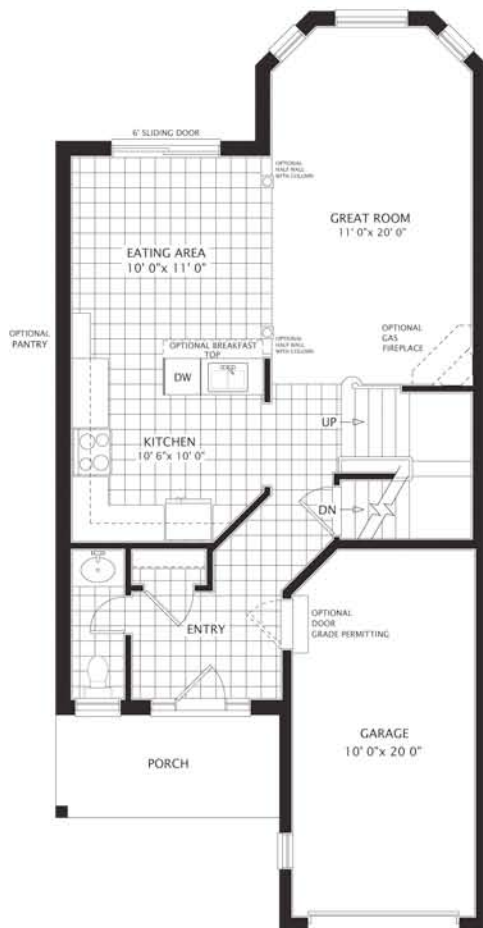 6' SLIDING DOOR
OPTIONAL
HALF WALL
WITH COLUMN
GREAT ROOM
11' 0"x 20' 0"
EATING AREA
10' 0"x 11' 0"
OPTIONAL
PANTRY
OPTIONAL BREAKFAST
TOP
OPTIONAL
HALF WALL
WITH COLUMN
OPTIONAL
GAS
FIREPLACE
DW
UP
KITCHEN
10' 6"x 10' 0"
DN
ENTRY
OPTIONAL
DOOR
GRADE PERMITTING
GARAGE
10' 0"x 20 0"
PORCH